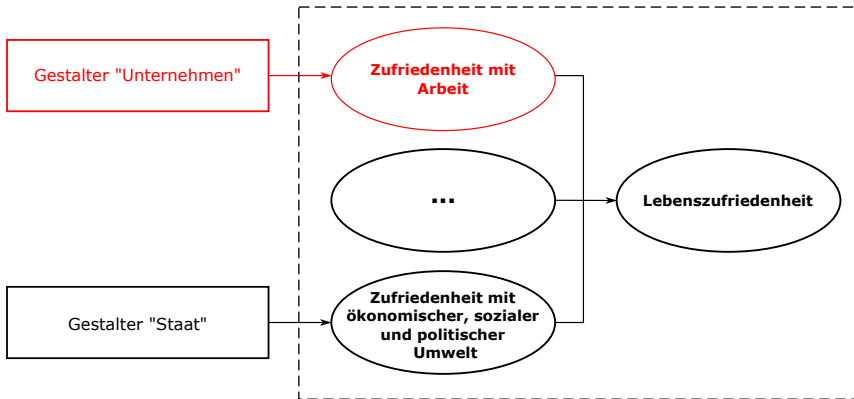 Gestalter "Unternehmen"
Zufriedenheit mit
Arbeit
...
Lebenszufriedenheit
Gestalter "Staat"
Zufriedenheit mit
ökonomischer, sozialer
und politischer
Umwelt